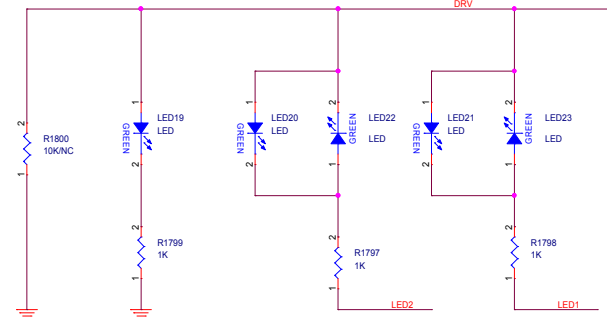 DRV
1
2
2
1
2
1
2
R1800
10K/NC
1
GREEN
LED19
LED
2
GREEN
LED20
LED
2
LED22
LED
GREEN
1
GREEN
LED21
LED
2
LED23
LED
GREEN
1
2
R1799
1K
1
2
R1797
1K
1
2
R1798
1K
1
LED2
LED1